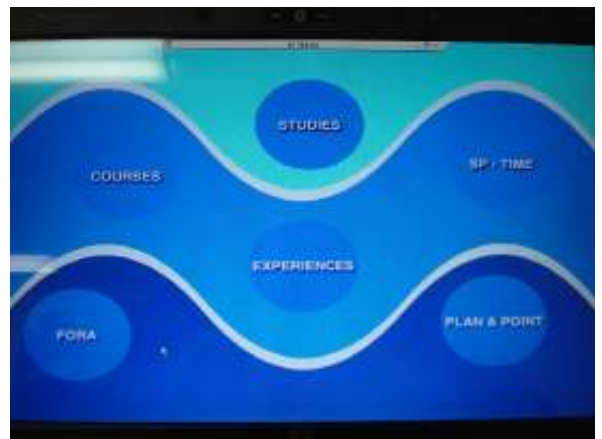 STUDIES
COURSES
SP - TIME
EXPERIENCES
FORA
PLAN & POINT